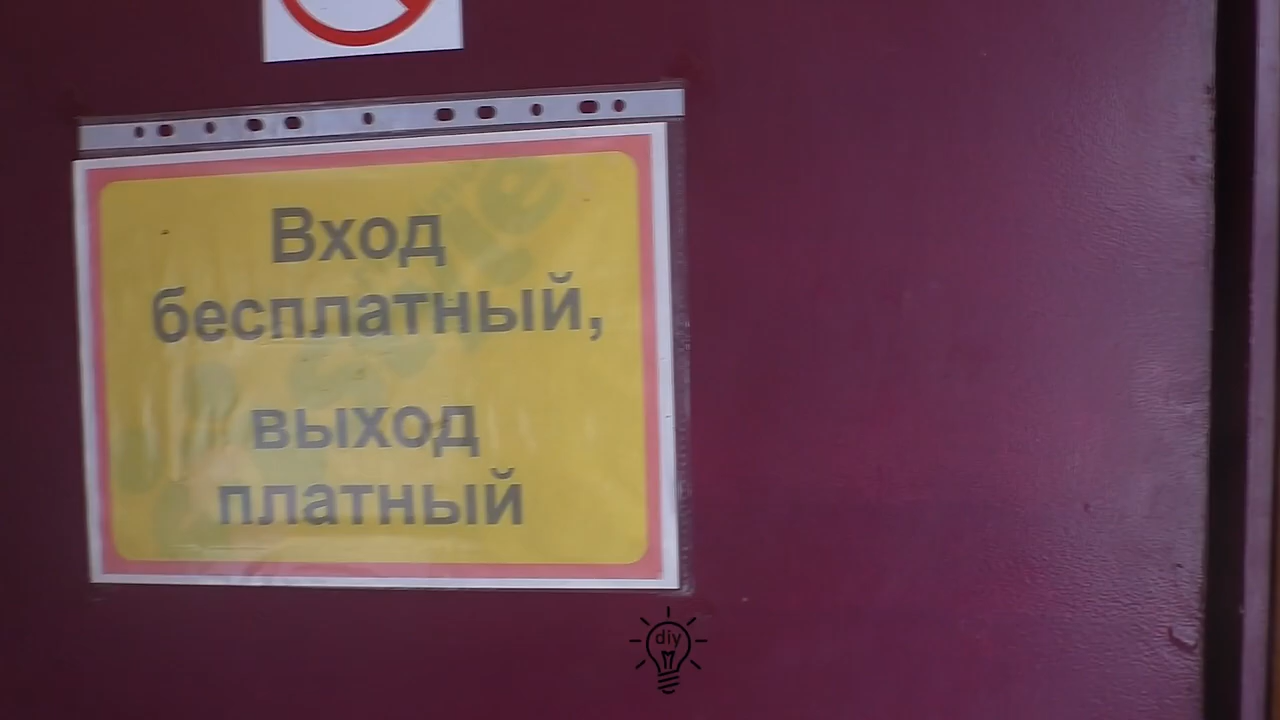 Вход
бесплатный,
выход
платный
diy